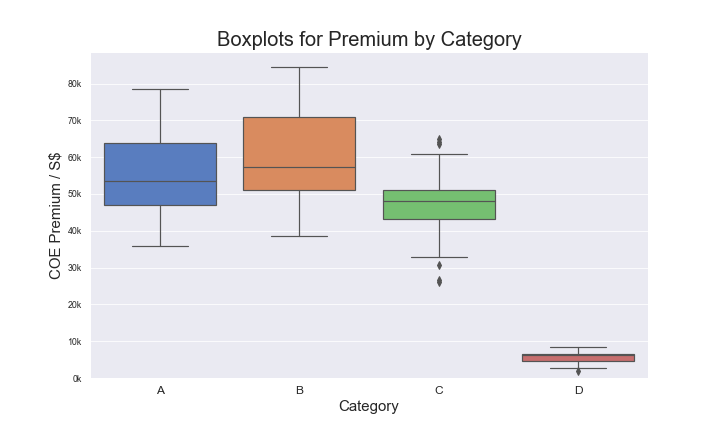 Boxplots for Premium by Category
COE Premium / S$
80k
70k
60k
50k
40k
30k
20k
10k
0k
A B C D
Category